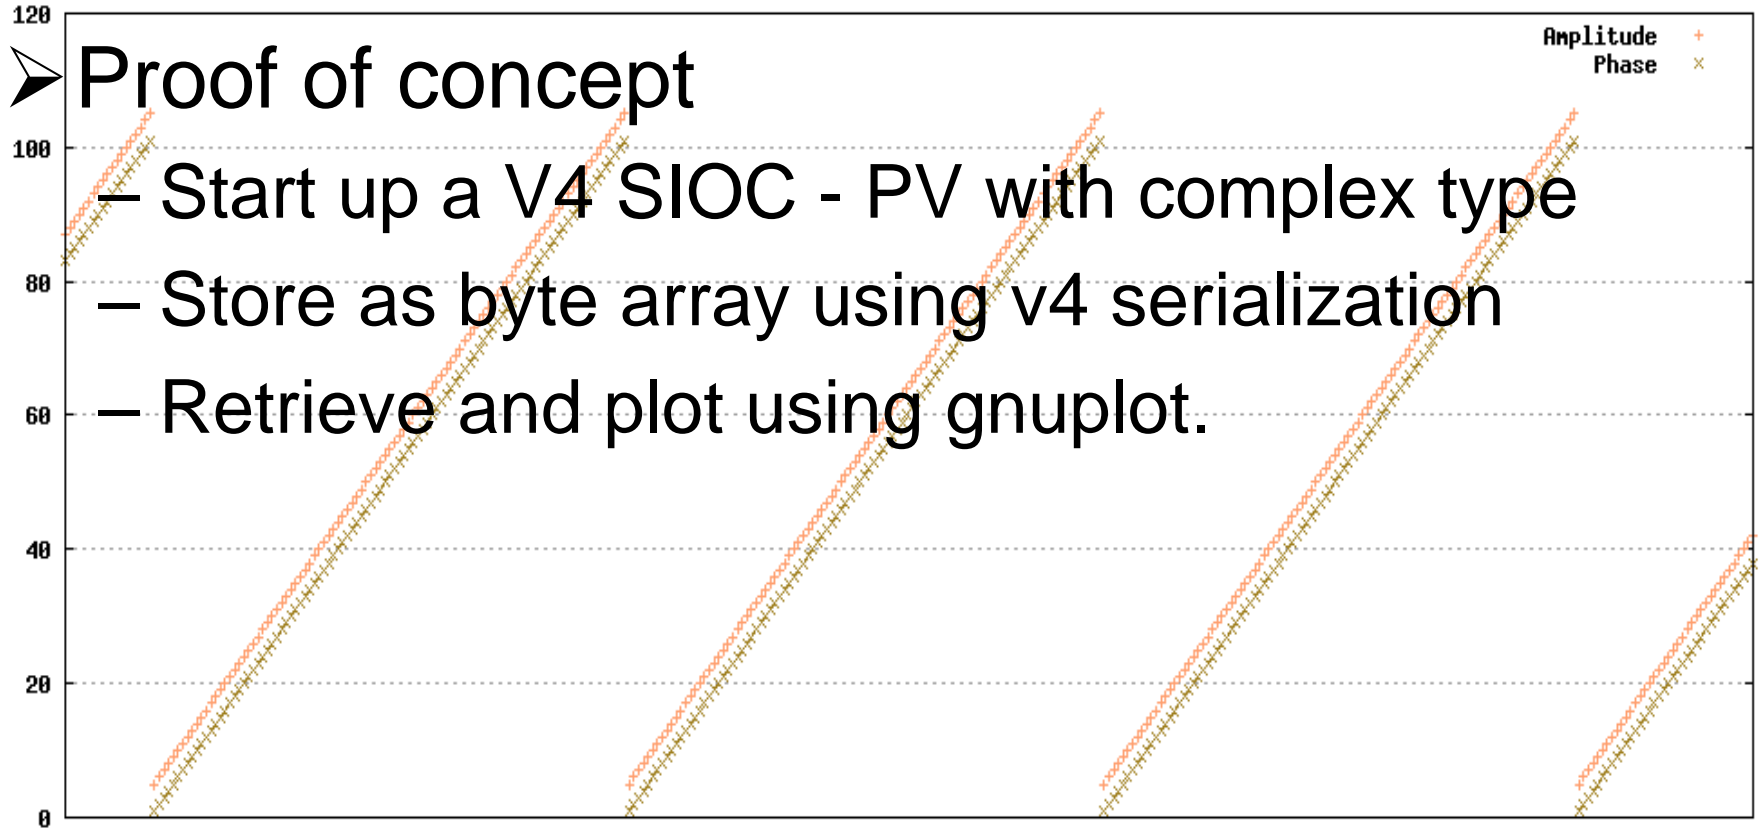 120
Amplitude
Phase
➢Proof of concept
100
– Start up a V4 SIOC - PV with complex type
80
– Store as byte array using v4 serialization
60
– Retrieve and plot using gnuplot.
40
20
0